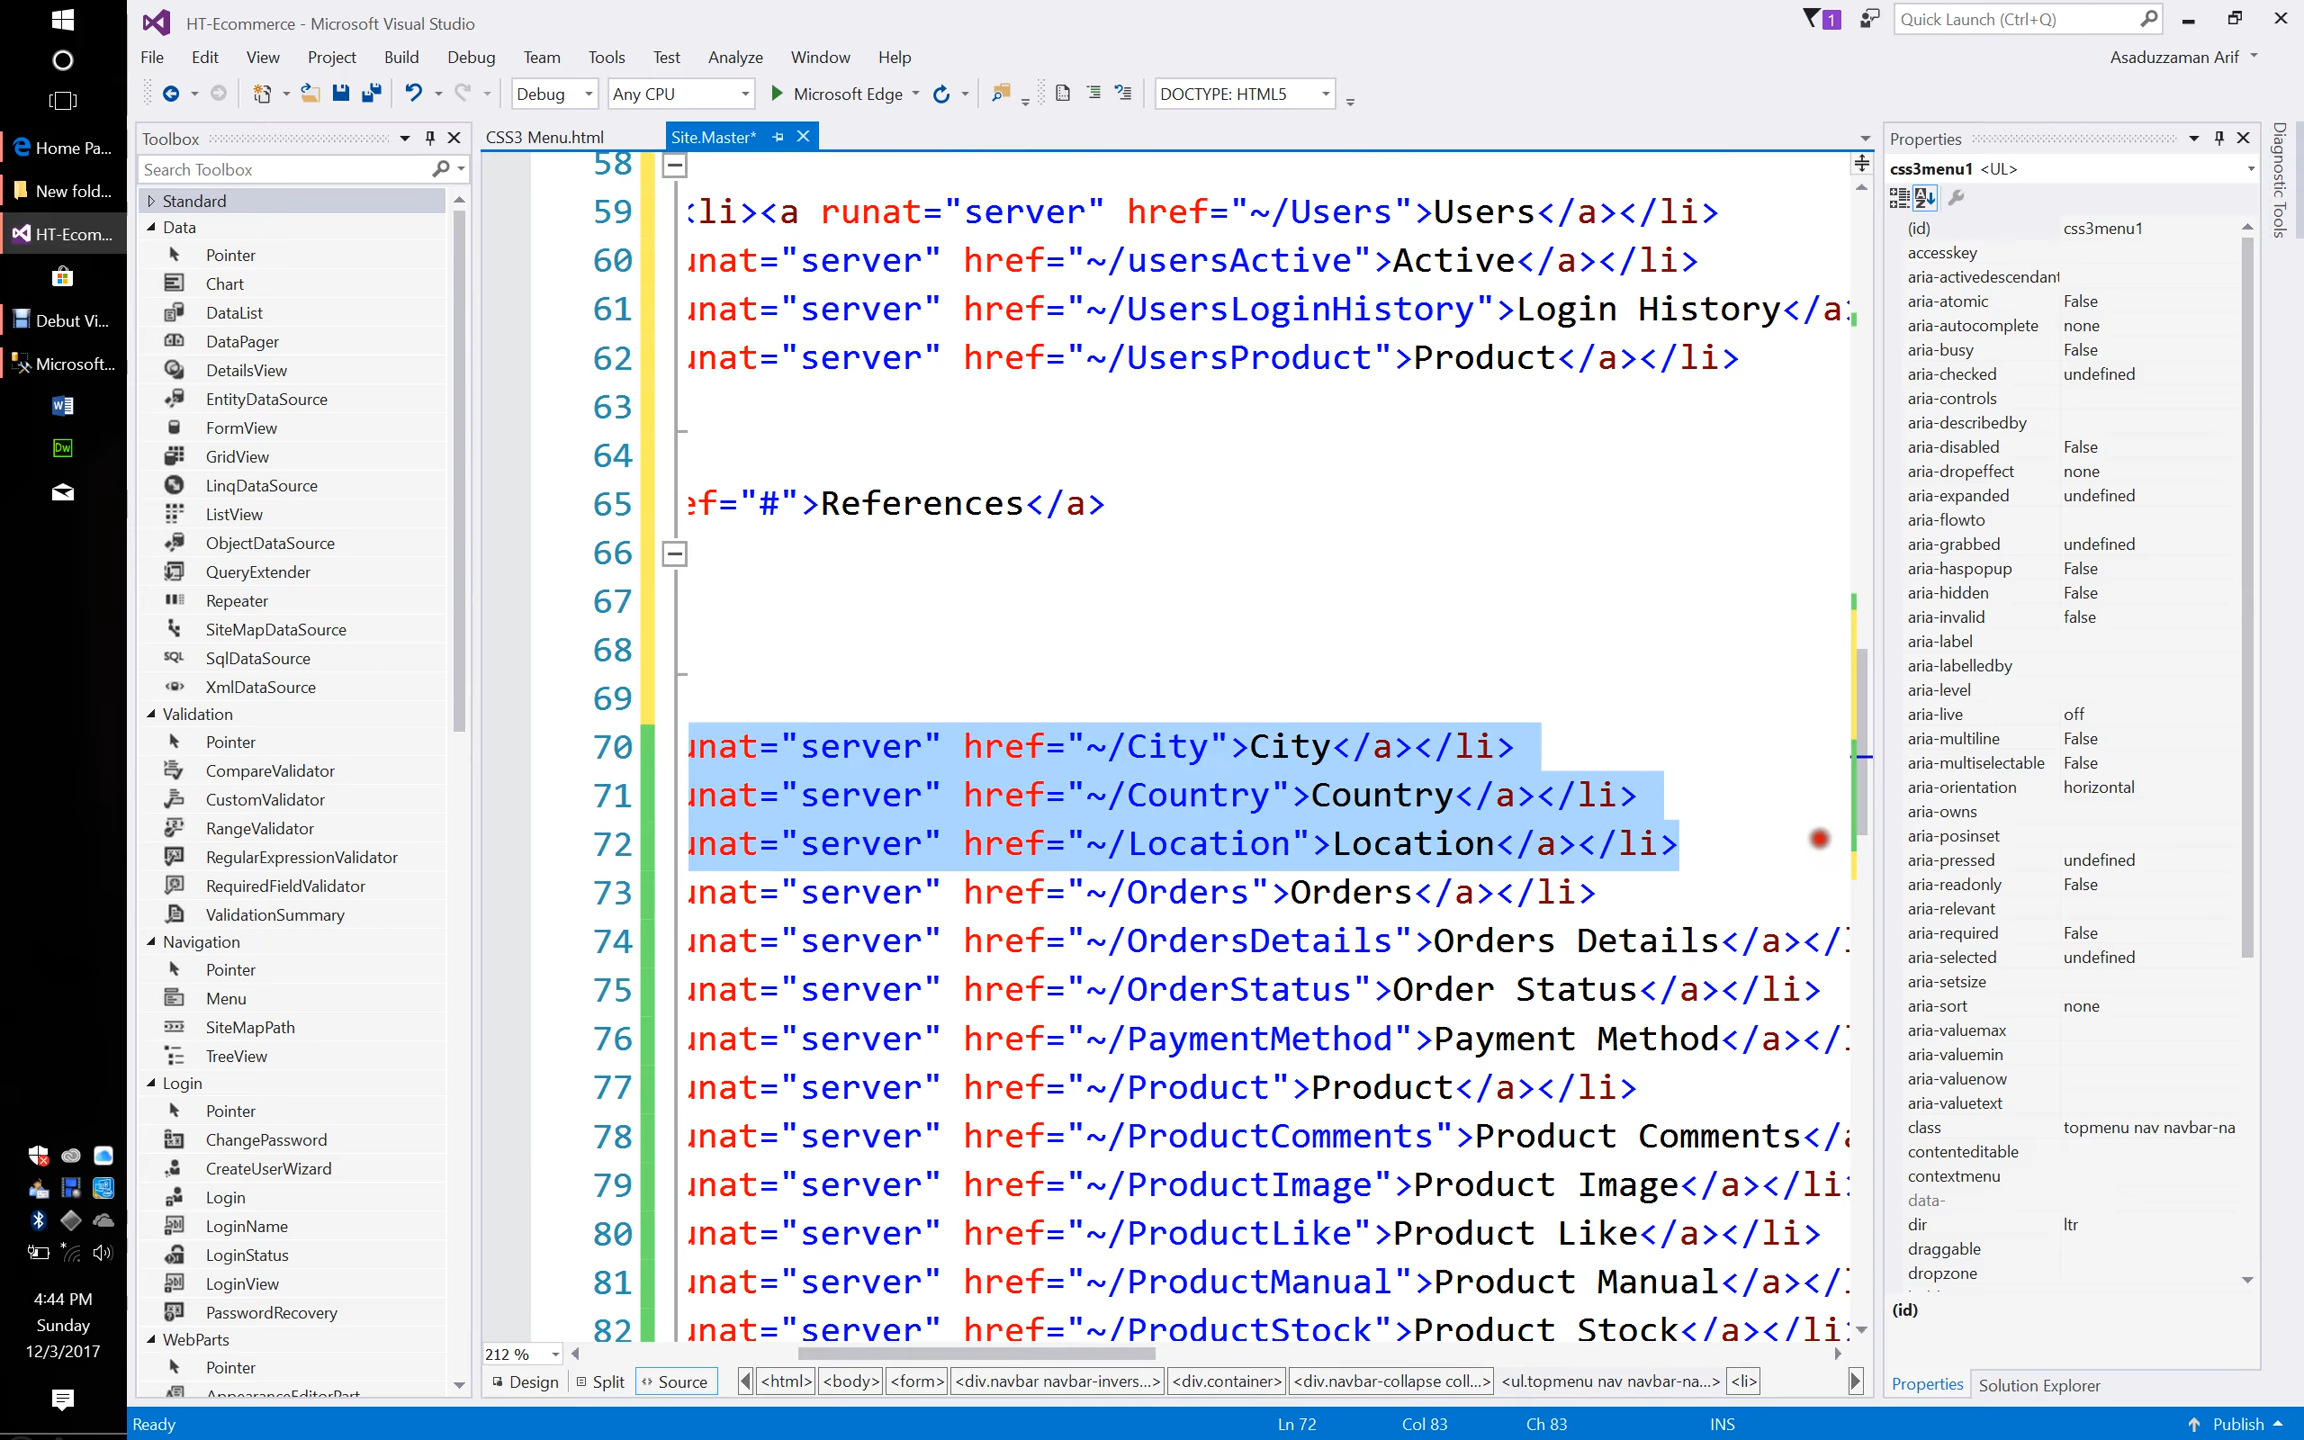 HT-Ecommerce - Microsoft Visual Studio
1
Quick Launch (Ctrl+Q)
File Edit View Project Build Debug Team Tools Test Analyze Window Help
Asaduzzaman Arif
Debug
Any CPU
Microsoft Edge
DOCTYPE: HTML5
Home Pa...
New fold...
HT-Ecom...
Debut Vi...
Microsoft...
Dw
4:44 PM
Sunday
12/3/2017
Toolbox
Search Toolbox
Standard
Data
Pointer
Chart
DataList
DataPager
DetailsView
EntityDataSource
FormView
GridView
LinqDataSource
ListView
ObjectDataSource
QueryExtender
Repeater
SiteMapDataSource
SQL SqlDataSource
XmlDataSource
Validation
Pointer
CompareValidator
CustomValidator
RangeValidator
RegularExpressionValidator
RequiredFieldValidator
ValidationSummary
Navigation
Pointer
Menu
SiteMapPath
TreeView
Login
Pointer
ChangePassword
CreateUserWizard
Login
LoginName
LoginStatus
LoginView
PasswordRecovery
WebParts
Pointer
AppearanceEditorPart
CSS3 Menu.html
Site.Master*
58
59 <li><a runat="server" href="~/Users">Users</a></li>
60 unat="server" href="~/usersActive">Active</a></li>
61 unat="server" href="~/UsersLoginHistory">Login History</a>
62 unat="server" href="~/UsersProduct">Product</a></li>
63
64
65 ef="#">References</a>
66
67
68
69
70 unat="server" href="~/City">City</a></li>
71 unat="server" href="~/Country">Country</a></li>
72 unat="server" href="~/Location">Location</a></li>
73 unat="server" href="~/Orders">Orders</a></li>
74 unat="server" href="~/OrdersDetails">Orders Details</a></l
75 unat="server" href="~/OrderStatus">Order Status</a></li>
76 unat="server" href="~/PaymentMethod">Payment Method</a></l
77 unat="server" href="~/Product">Product</a></li>
78 unat="server" href="~/ProductComments">Product Comments</a
79 unat="server" href="~/ProductImage">Product Image</a></li>
80 unat="server" href="~/ProductLike">Product Like</a></li>
81 unat="server" href="~/ProductManual">Product Manual</a></l
82 unat="server" href="~/ProductStock">Product Stock</a></li>
212 %
Design
Split
Source
<html> <body> <form> <div.navbar navbar-invers...> <div.container> <div.navbar-collapse coll...> <ul.topmenu nav navbar-na...> <li>
Properties
css3menu1 <UL>
(id) css3menu1
accesskey
aria-activedescendant
aria-atomic False
aria-autocomplete none
aria-busy False
aria-checked undefined
aria-controls
aria-describedby
aria-disabled False
aria-dropeffect none
aria-expanded undefined
aria-flowto
aria-grabbed undefined
aria-haspopup False
aria-hidden False
aria-invalid false
aria-label
aria-labelledby
aria-level
aria-live off
aria-multiline False
aria-multiselectable False
aria-orientation horizontal
aria-owns
aria-posinset
aria-pressed undefined
aria-readonly False
aria-relevant
aria-required False
aria-selected undefined
aria-setsize
aria-sort none
aria-valuemax
aria-valuemin
aria-valuenow
aria-valuetext
class topmenu nav navbar-na
contenteditable
contextmenu
data-
dir ltr
draggable
dropzone
(id)
Properties
Solution Explorer
Diagnostic Tools
Ready
Ln 72
Col 83
Ch 83
INS
Publish